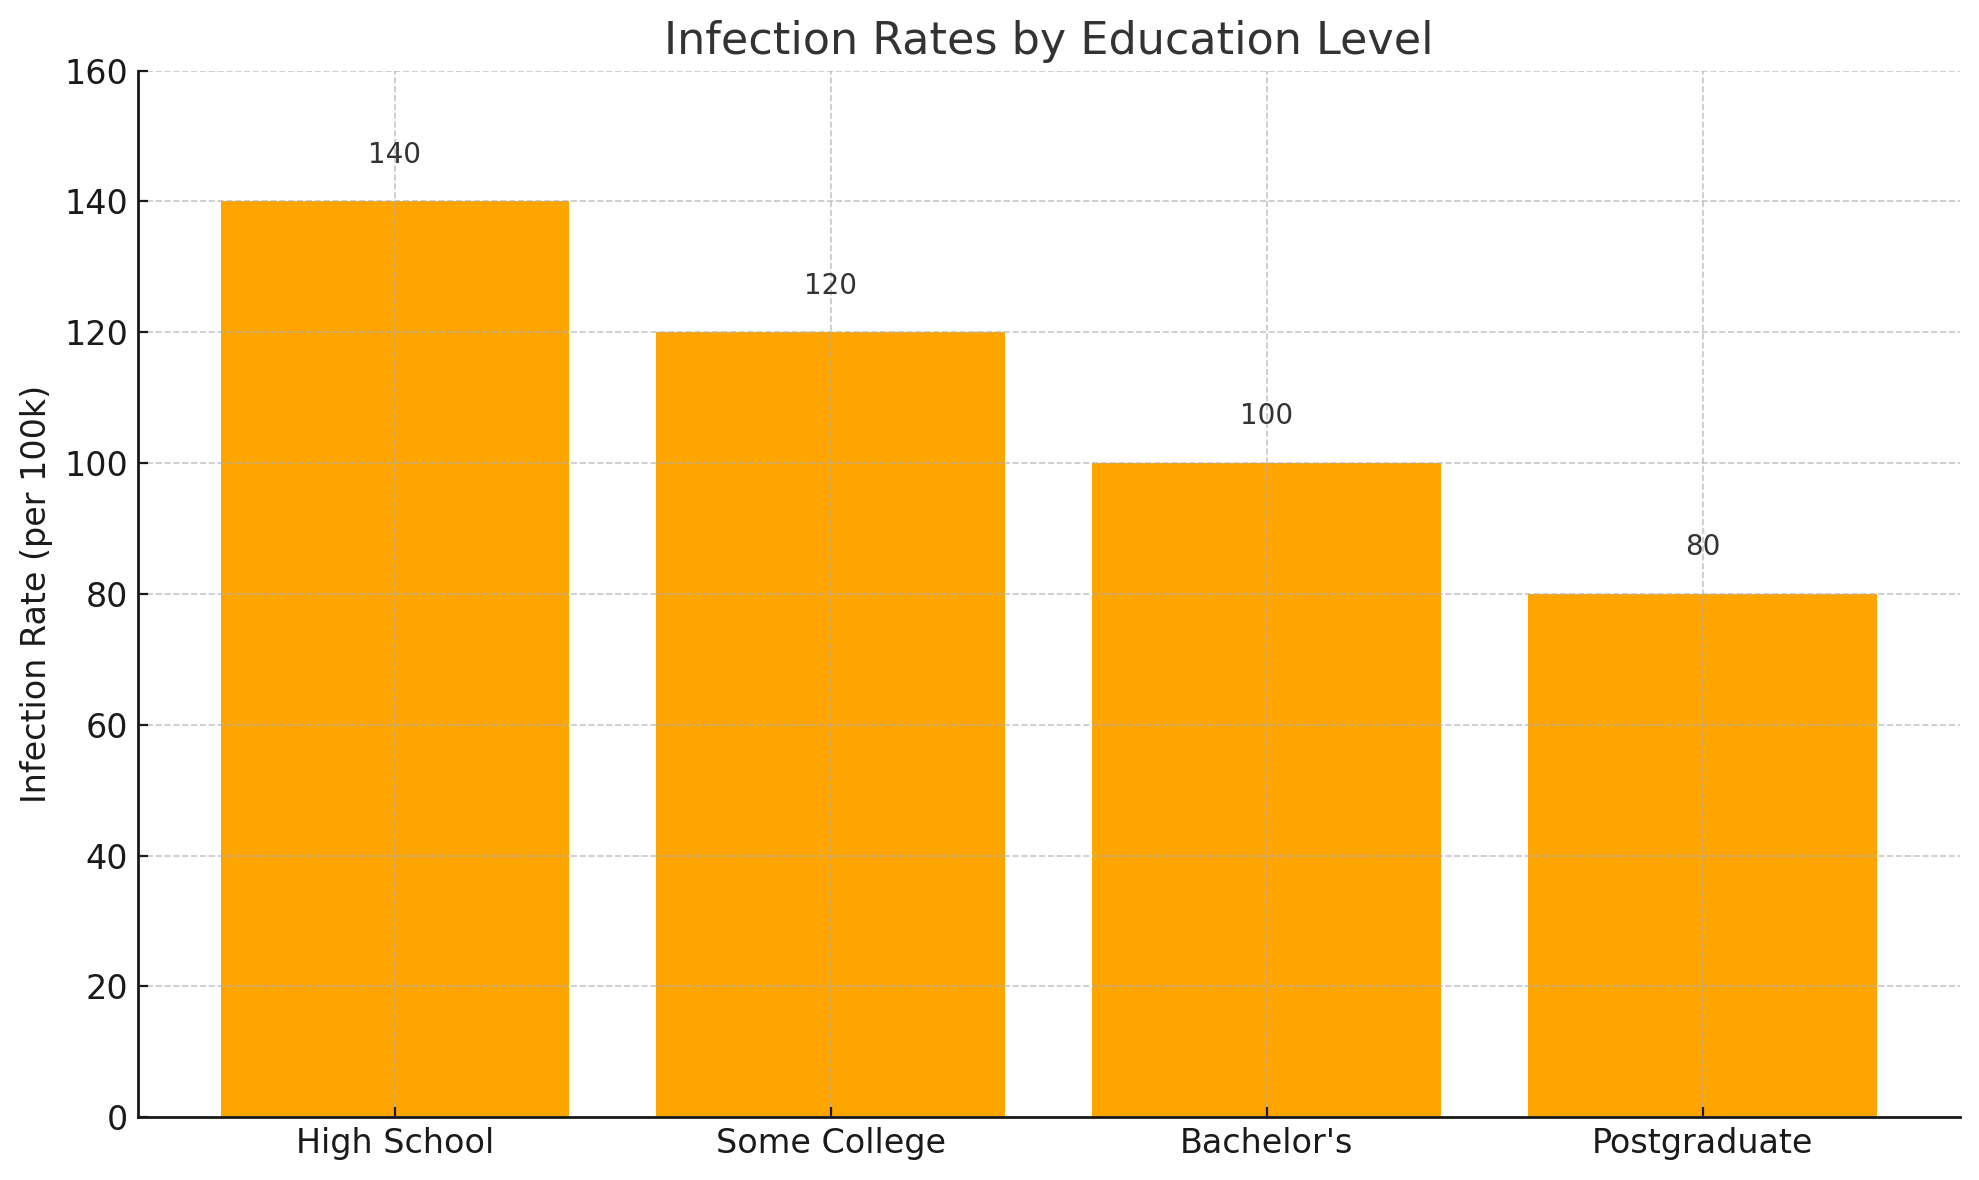 Infection Rates by Education Level
Infection Rate (per 100k)
160
140
120
100
80
60
40
20
0
140
120
100
80
High School
Some College
Bachelor's
Postgraduate